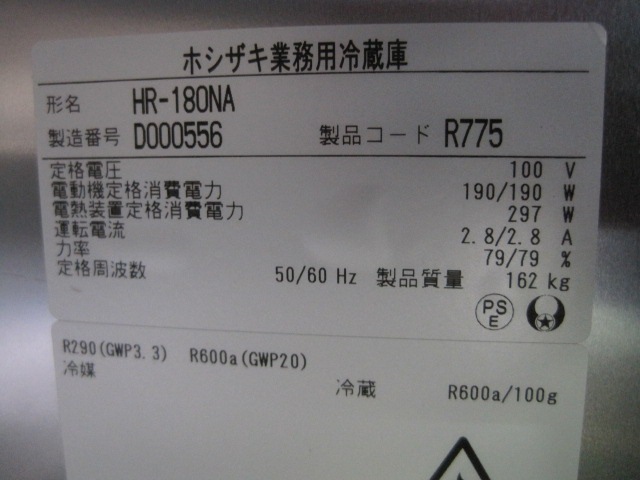 ホシザキ業務用冷蔵庫
形名 HR-180NA
製造番号 D000556 製品コード R775
定格電圧 100 V
電動機定格消費電力 190/190 W
電熱装置定格消費電力 297 W
運転電流 2.8/2.8 A
力率 79/79 %
定格周波数 50/60 Hz 製品質量 162 kg
PS E
R290(GWP3.3) R600a(GWP20)
冷媒
冷蔵 R600a/100g